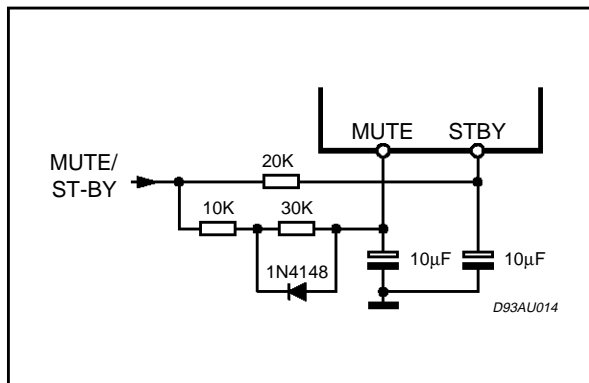 MUTE STBY
MUTE/
ST-BY
20K
10K 30K
1N4148
10μF 10μF
D93AU014